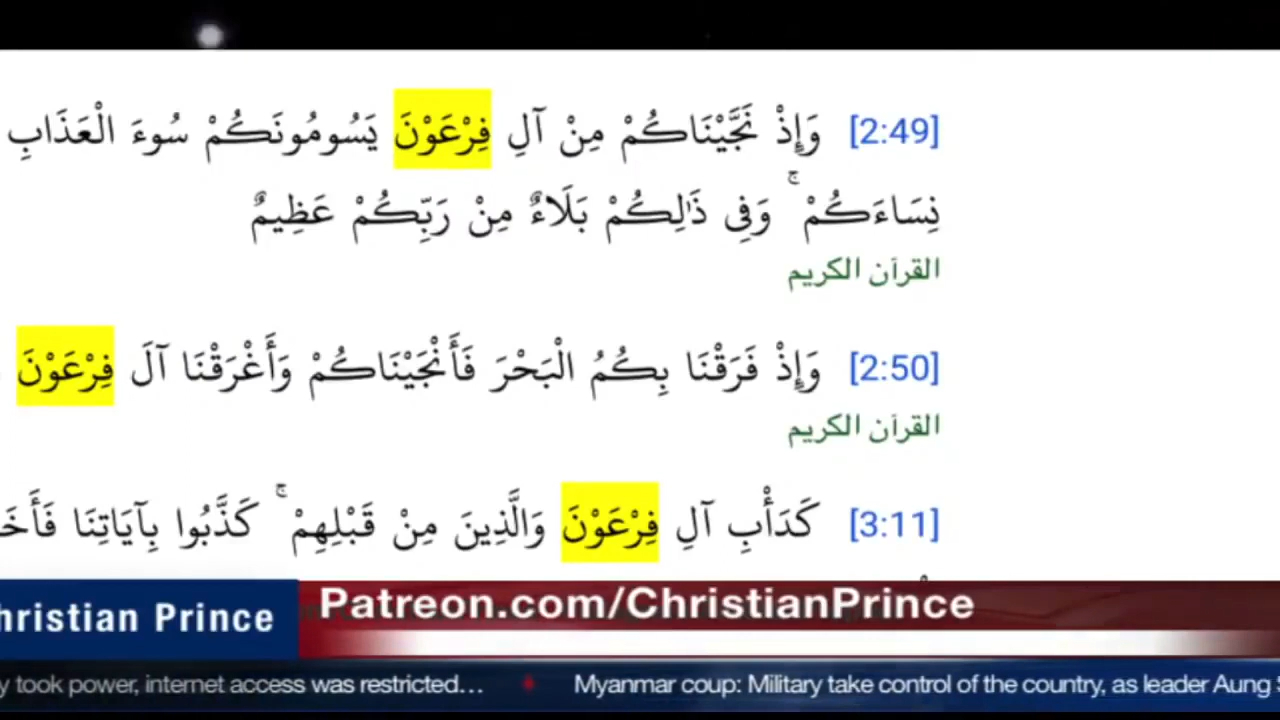 [2:49] وَإِذْ نَجَّيْنَاكُمْ مِنْ آلِ فِرْعَوْنَ يَسُومُونَكُمْ سُوءَ الْعَذَابِ
نِسَاءَكُمْ ۚ وَفِي ذَٰلِكُمْ بَلَاءٌ مِنْ رَبِّكُمْ عَظِيمٌ
القرآن الكريم
[2:50] وَإِذْ فَرَقْنَا بِكُمُ الْبَحْرَ فَأَنْجَيْنَاكُمْ وَأَغْرَقْنَا آلَ فِرْعَوْنَ
القرآن الكريم
[3:11] كَدَأْبِ آلِ فِرْعَوْنَ وَالَّذِينَ مِنْ قَبْلِهِمْ ۚ كَذَّبُوا بِآيَاتِنَا فَأَخَ
Patreon.com/ChristianPrince
hristian Prince
y took power, internet access was restricted... ♦ Myanmar coup: Military take control of the country, as leader Aung